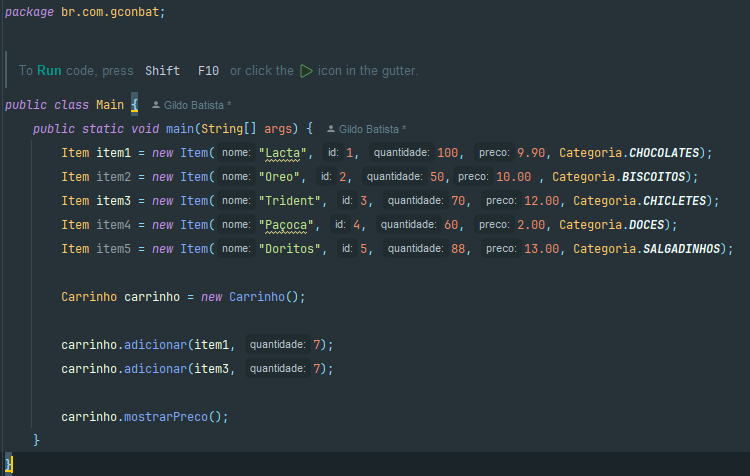 package br.com.gconbat;
To Run code, press Shift F10 or click the icon in the gutter.
public class Main { Gildo Batista *
public static void main(String[] args) { Gildo Batista *
Item item1 = new Item( nome: "Lacta", id: 1, quantidade: 100, preco: 9.90, Categoria.CHOCOLATES);
Item item2 = new Item( nome: "Oreo", id: 2, quantidade: 50, preco: 10.00 , Categoria.BISCOITOS);
Item item3 = new Item( nome: "Trident", id: 3, quantidade: 70, preco: 12.00, Categoria.CHICLETES);
Item item4 = new Item( nome: "Paçoca", id: 4, quantidade: 60, preco: 2.00, Categoria.DOCES);
Item item5 = new Item( nome: "Doritos", id: 5, quantidade: 88, preco: 13.00, Categoria.SALGADINHOS);
Carrinho carrinho = new Carrinho();
carrinho.adicionar(item1, quantidade: 7);
carrinho.adicionar(item3, quantidade: 7);
carrinho.mostrarPreco();
}
}